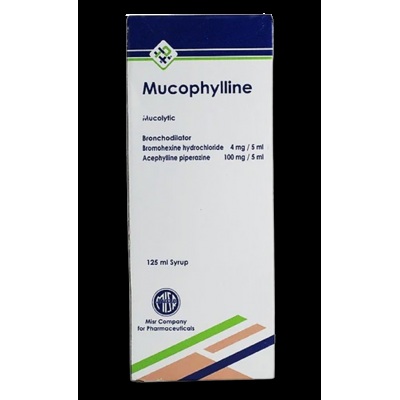 Mucophylline
Mucolytic
Bronchodilator
Bromohexine hydrochloride 4 mg / 5 ml
Acephylline piperazine 100 mg / 5 ml
125 ml Syrup
MISR
Misr Company
for Pharmaceuticals